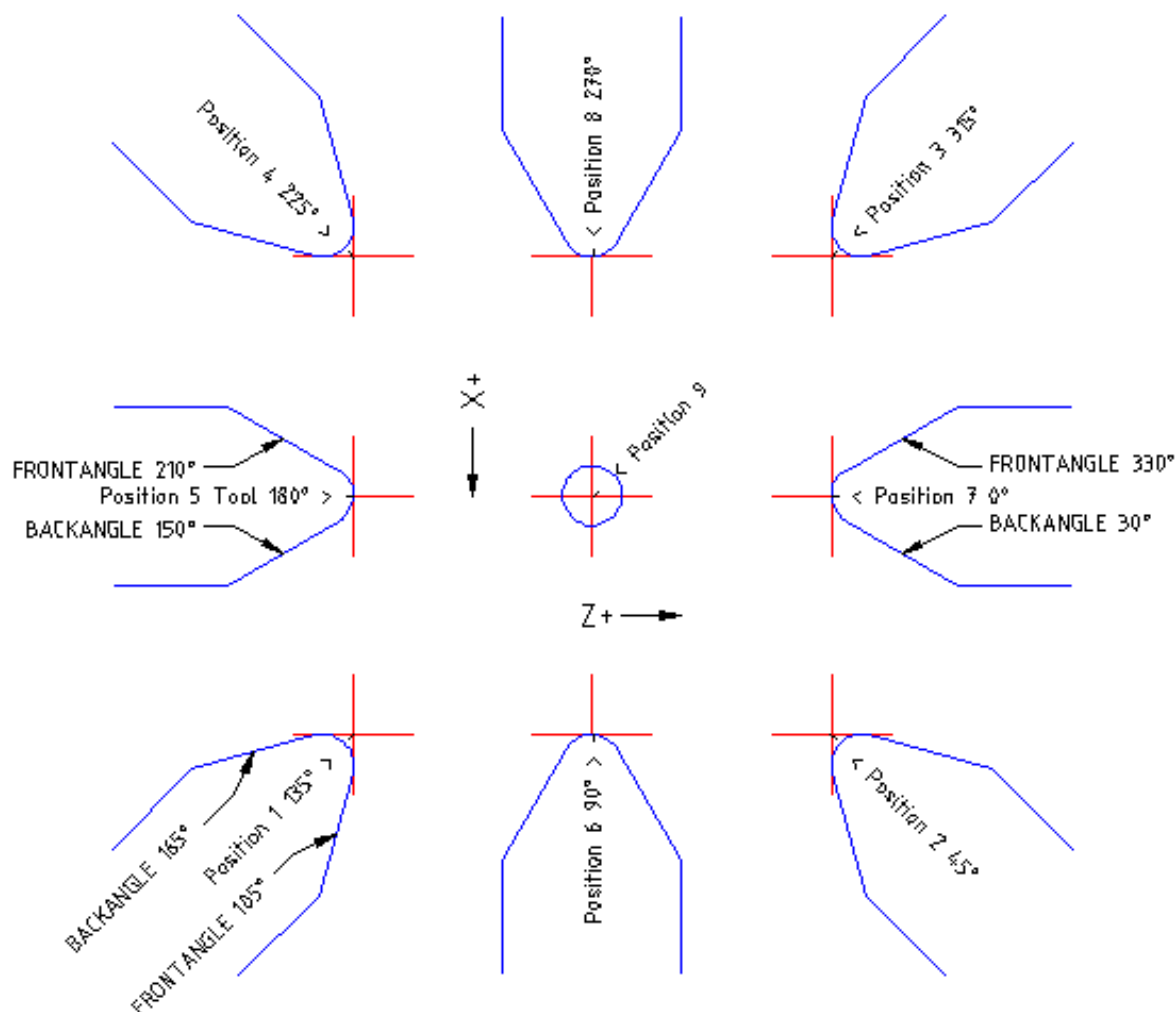 Position 4 225°
Position 8 270°
Position 3 315°
X+
Position 9
FRONTANGLE 210°
Position 5 Tool 180°
BACKANGLE 150°
FRONTANGLE 330°
Position 7 0°
BACKANGLE 30°
Z+
BACKANGLE 165°
Position 1 135°
FRONTANGLE 105°
Position 6 90°
Position 2 45°